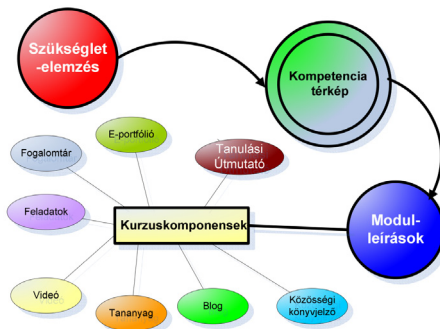 Szükséglet
-elemzés
Kompetencia
térkép
E-portfólió
Fogalomtár
Tanulási
Útmutató
Feladatok
Kurzuskomponensek
Modul-
leírások
Videó
Tananyag
Blog
Közösségi
könyvjelző